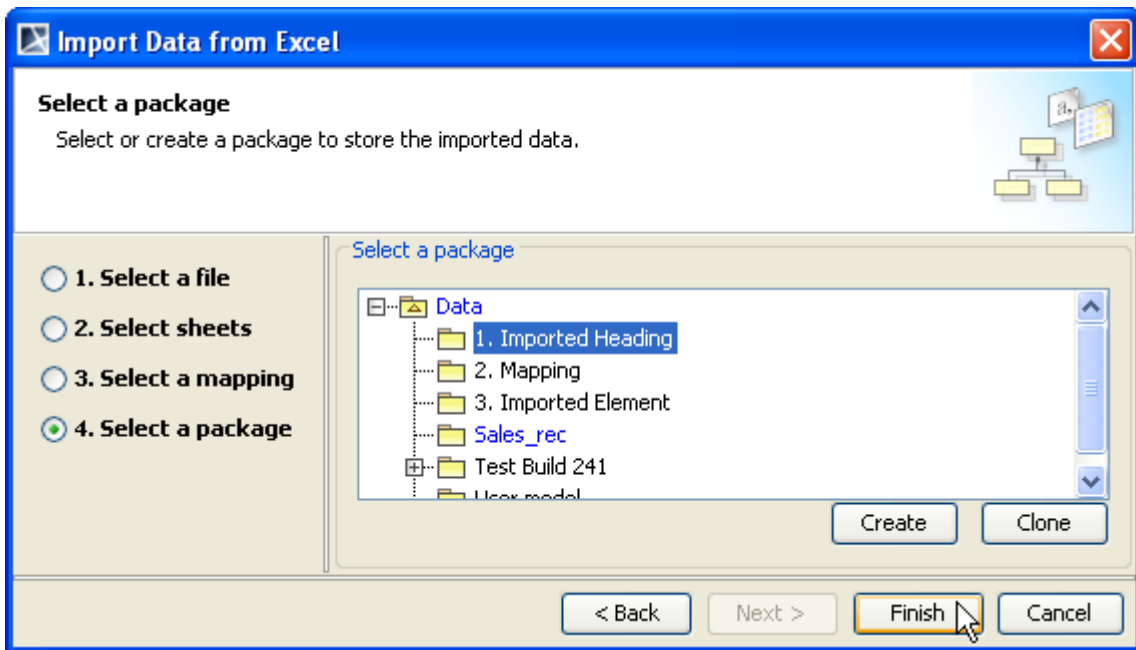 Import Data from Excel
Select a package
Select or create a package to store the imported data.
a,
1. Select a file
2. Select sheets
3. Select a mapping
4. Select a package
Select a package
Data
1. Imported Heading
2. Mapping
3. Imported Element
Sales_rec
Test Build 241
User model
Create Clone
< Back Next > Finish Cancel